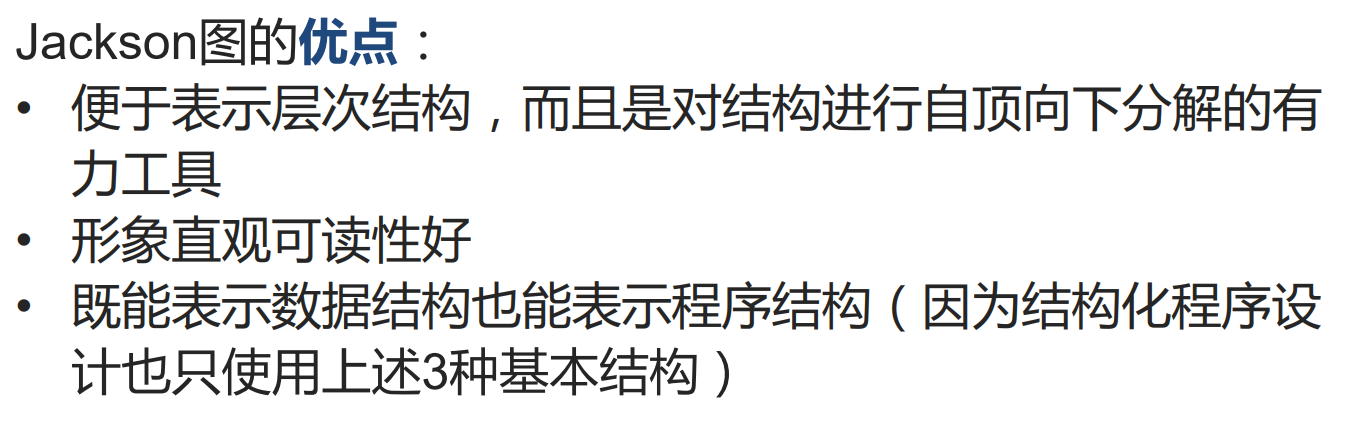 Jackson图的优点：
• 便于表示层次结构，而且是对结构进行自顶向下分解的有
力工具
• 形象直观可读性好
• 既能表示数据结构也能表示程序结构（因为结构化程序设
计也只使用上述3种基本结构）